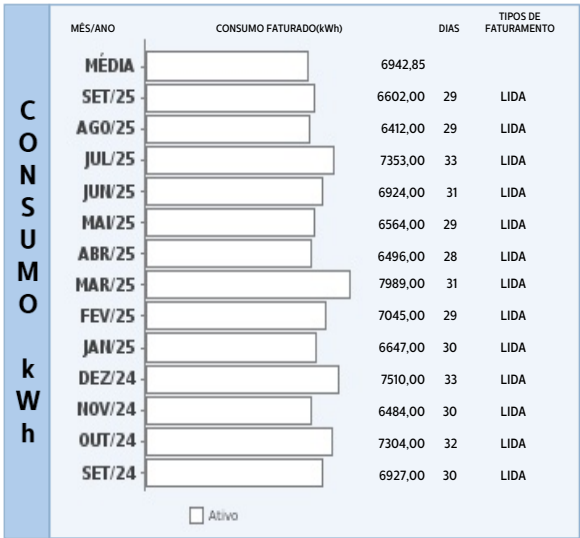 CONSUMO kWh
MÊS/ANO CONSUMO FATURADO(kWh) DIAS TIPOS DE FATURAMENTO
MÉDIA 6942,85
SET/25 6602,00 29 LIDA
AGO/25 6412,00 29 LIDA
JUL/25 7353,00 33 LIDA
JUN/25 6924,00 31 LIDA
MAI/25 6564,00 29 LIDA
ABR/25 6496,00 28 LIDA
MAR/25 7989,00 31 LIDA
FEV/25 7045,00 29 LIDA
JAN/25 6647,00 30 LIDA
DEZ/24 7510,00 33 LIDA
NOV/24 6484,00 30 LIDA
OUT/24 7304,00 32 LIDA
SET/24 6927,00 30 LIDA
Ativo